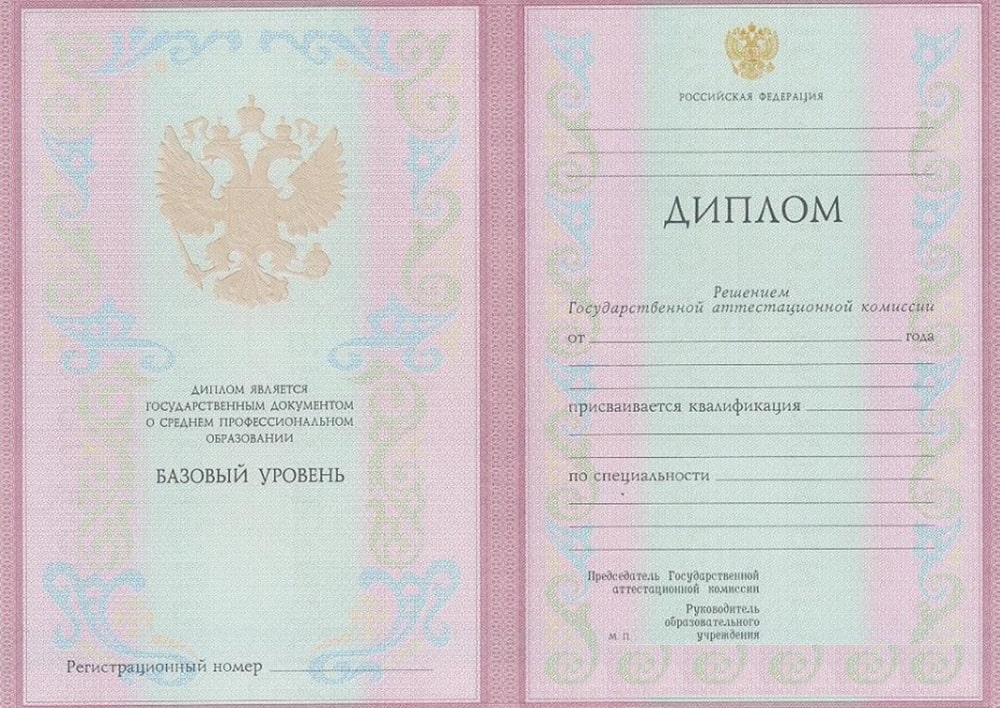 ДИПЛОМ ЯВЛЯЕТСЯ
ГОСУДАРСТВЕННЫМ ДОКУМЕНТОМ
О СРЕДНЕМ ПРОФЕССИОНАЛЬНОМ
ОБРАЗОВАНИИ
БАЗОВЫЙ УРОВЕНЬ
Регистрационный номер
РОССИЙСКАЯ ФЕДЕРАЦИЯ
ДИПЛОМ
Решением
Государственной аттестационной комиссии
от года
присваивается квалификация
по специальности
Председатель Государственной
аттестационной комиссии
Руководитель
образовательного
м. п. учреждения